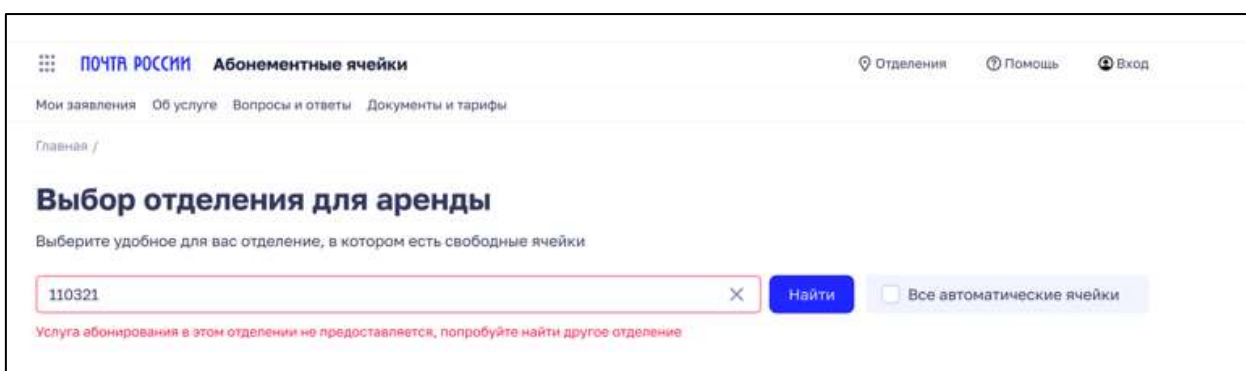 ПОЧТА РОССИИ Абонементные ячейки Отделения Помощь Вход
Мои заявления Об услуге Вопросы и ответы Документы и тарифы
Главная /
Выбор отделения для аренды
Выберите удобное для вас отделение, в котором есть свободные ячейки
110321 Найти Все автоматические ячейки
Услуга абонирования в этом отделении не предоставляется, попробуйте найти другое отделение